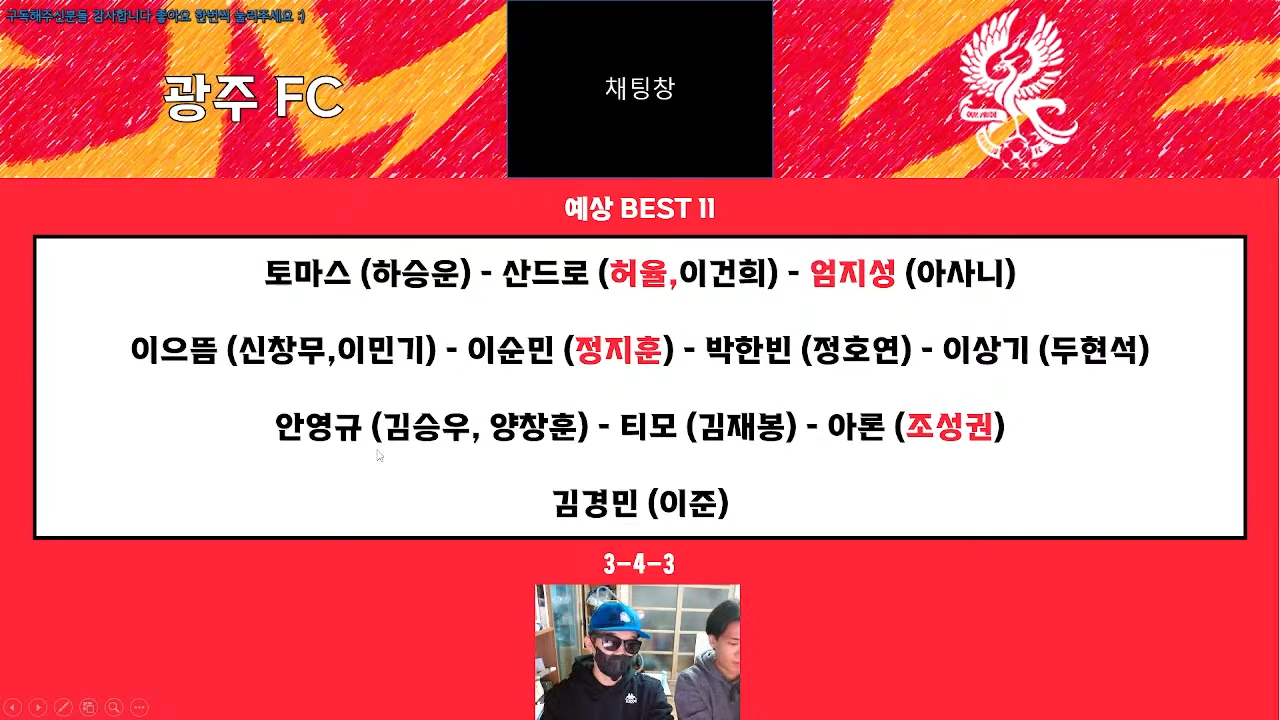 구독해주신분들 감사합니다 좋아요 한번씩 눌러주세요 :)
광주 FC
채팅창
OUR PRIDE
예상 BEST 11
토마스 (하승운) - 산드로 (허율,이건희) - 엄지성 (아사니)
이으뜸 (신창무,이민기) - 이순민 (정지훈) - 박한빈 (정호연) - 이상기 (두현석)
안영규 (김승우, 양창훈) - 티모 (김재봉) - 아론 (조성권)
김경민 (이준)
3-4-3